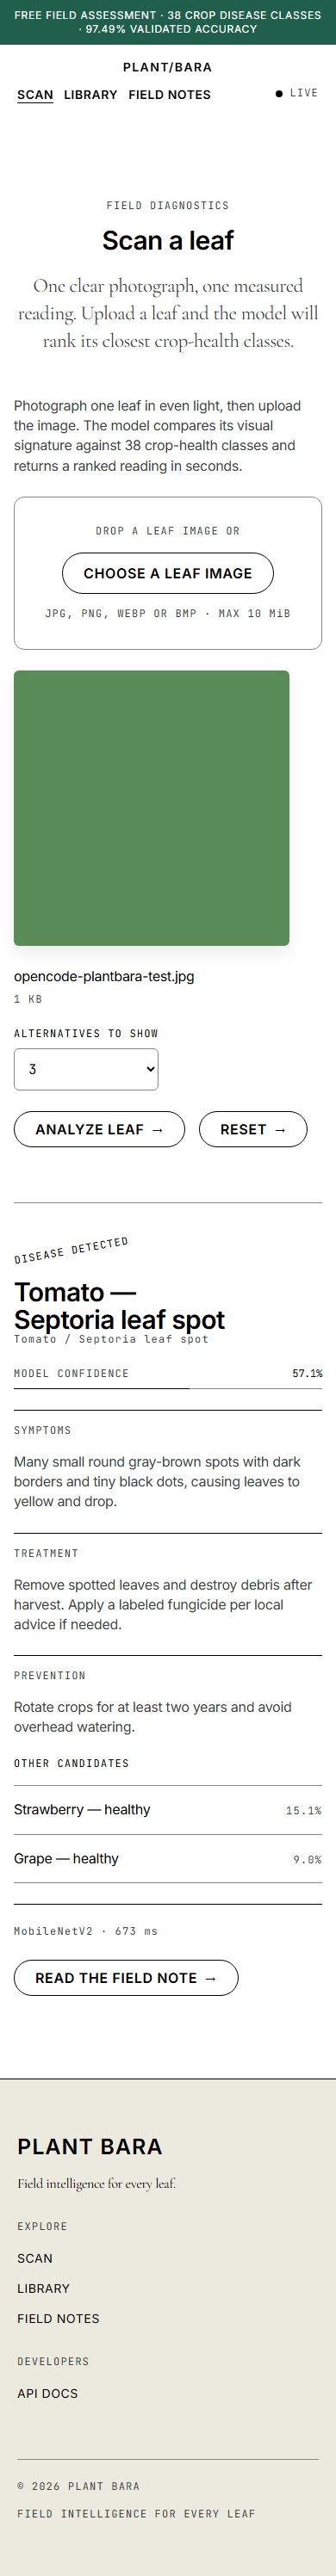 FREE FIELD ASSESSMENT · 38 CROP DISEASE CLASSES
· 97.49% VALIDATED ACCURACY
PLANT/BARA
SCAN LIBRARY FIELD NOTES
● LIVE
FIELD DIAGNOSTICS
Scan a leaf
One clear photograph, one measured
reading. Upload a leaf and the model will
rank its closest crop-health classes.
Photograph one leaf in even light, then upload
the image. The model compares its visual
signature against 38 crop-health classes and
returns a ranked reading in seconds.
DROP A LEAF IMAGE OR
CHOOSE A LEAF IMAGE
JPG, PNG, WEBP OR BMP · MAX 10 MiB
opencode-plantbara-test.jpg
1 KB
ALTERNATIVES TO SHOW
3
ANALYZE LEAF →
RESET →
DISEASE DETECTED
Tomato —
Septoria leaf spot
Tomato / Septoria leaf spot
MODEL CONFIDENCE 57.1%
SYMPTOMS
Many small round gray-brown spots with dark
borders and tiny black dots, causing leaves to
yellow and drop.
TREATMENT
Remove spotted leaves and destroy debris after
harvest. Apply a labeled fungicide per local
advice if needed.
PREVENTION
Rotate crops for at least two years and avoid
overhead watering.
OTHER CANDIDATES
Strawberry — healthy 15.1%
Grape — healthy 9.0%
MobileNetV2 · 673 ms
READ THE FIELD NOTE →
PLANT BARA
Field intelligence for every leaf.
EXPLORE
SCAN
LIBRARY
FIELD NOTES
DEVELOPERS
API DOCS
© 2026 PLANT BARA
FIELD INTELLIGENCE FOR EVERY LEAF